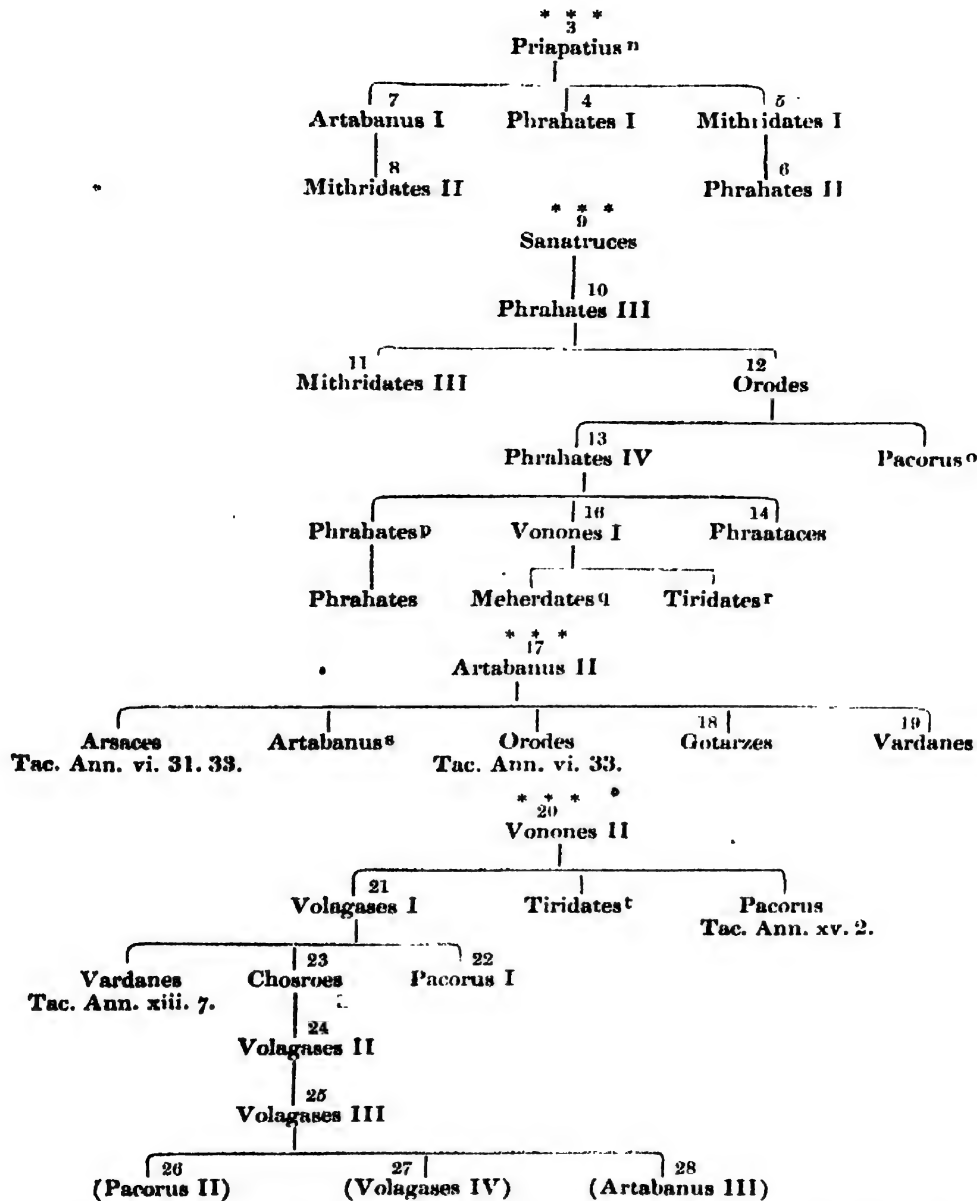 * * *
3
Priapatius n
7 4 5
Artabanus I Phrahates I Mithridates I
8 6
Mithridates II Phrahates II
* * *
9
Sanatruces
10
Phrahates III
11 12
Mithridates III Orodes
13
Phrahates IV Pacorus o
16 14
Phrahates p Vonones I Phraataces
Phrahates Meherdates q Tiridates r
* * *
17
Artabanus II
18 19
Arsaces Artabanus s Orodes Gotarzes Vardanes
Tac. Ann. vi. 31. 33. Tac. Ann. vi. 33.
* * *
20
Vonones II
21
Volagases I Tiridates t Pacorus
Tac. Ann. xv. 2.
23 22
Vardanes Chosroes Pacorus I
Tac. Ann. xiii. 7.
24
Volagases II
25
Volagases III
26 27 28
(Pacorus II) (Volagases IV) (Artabanus III)